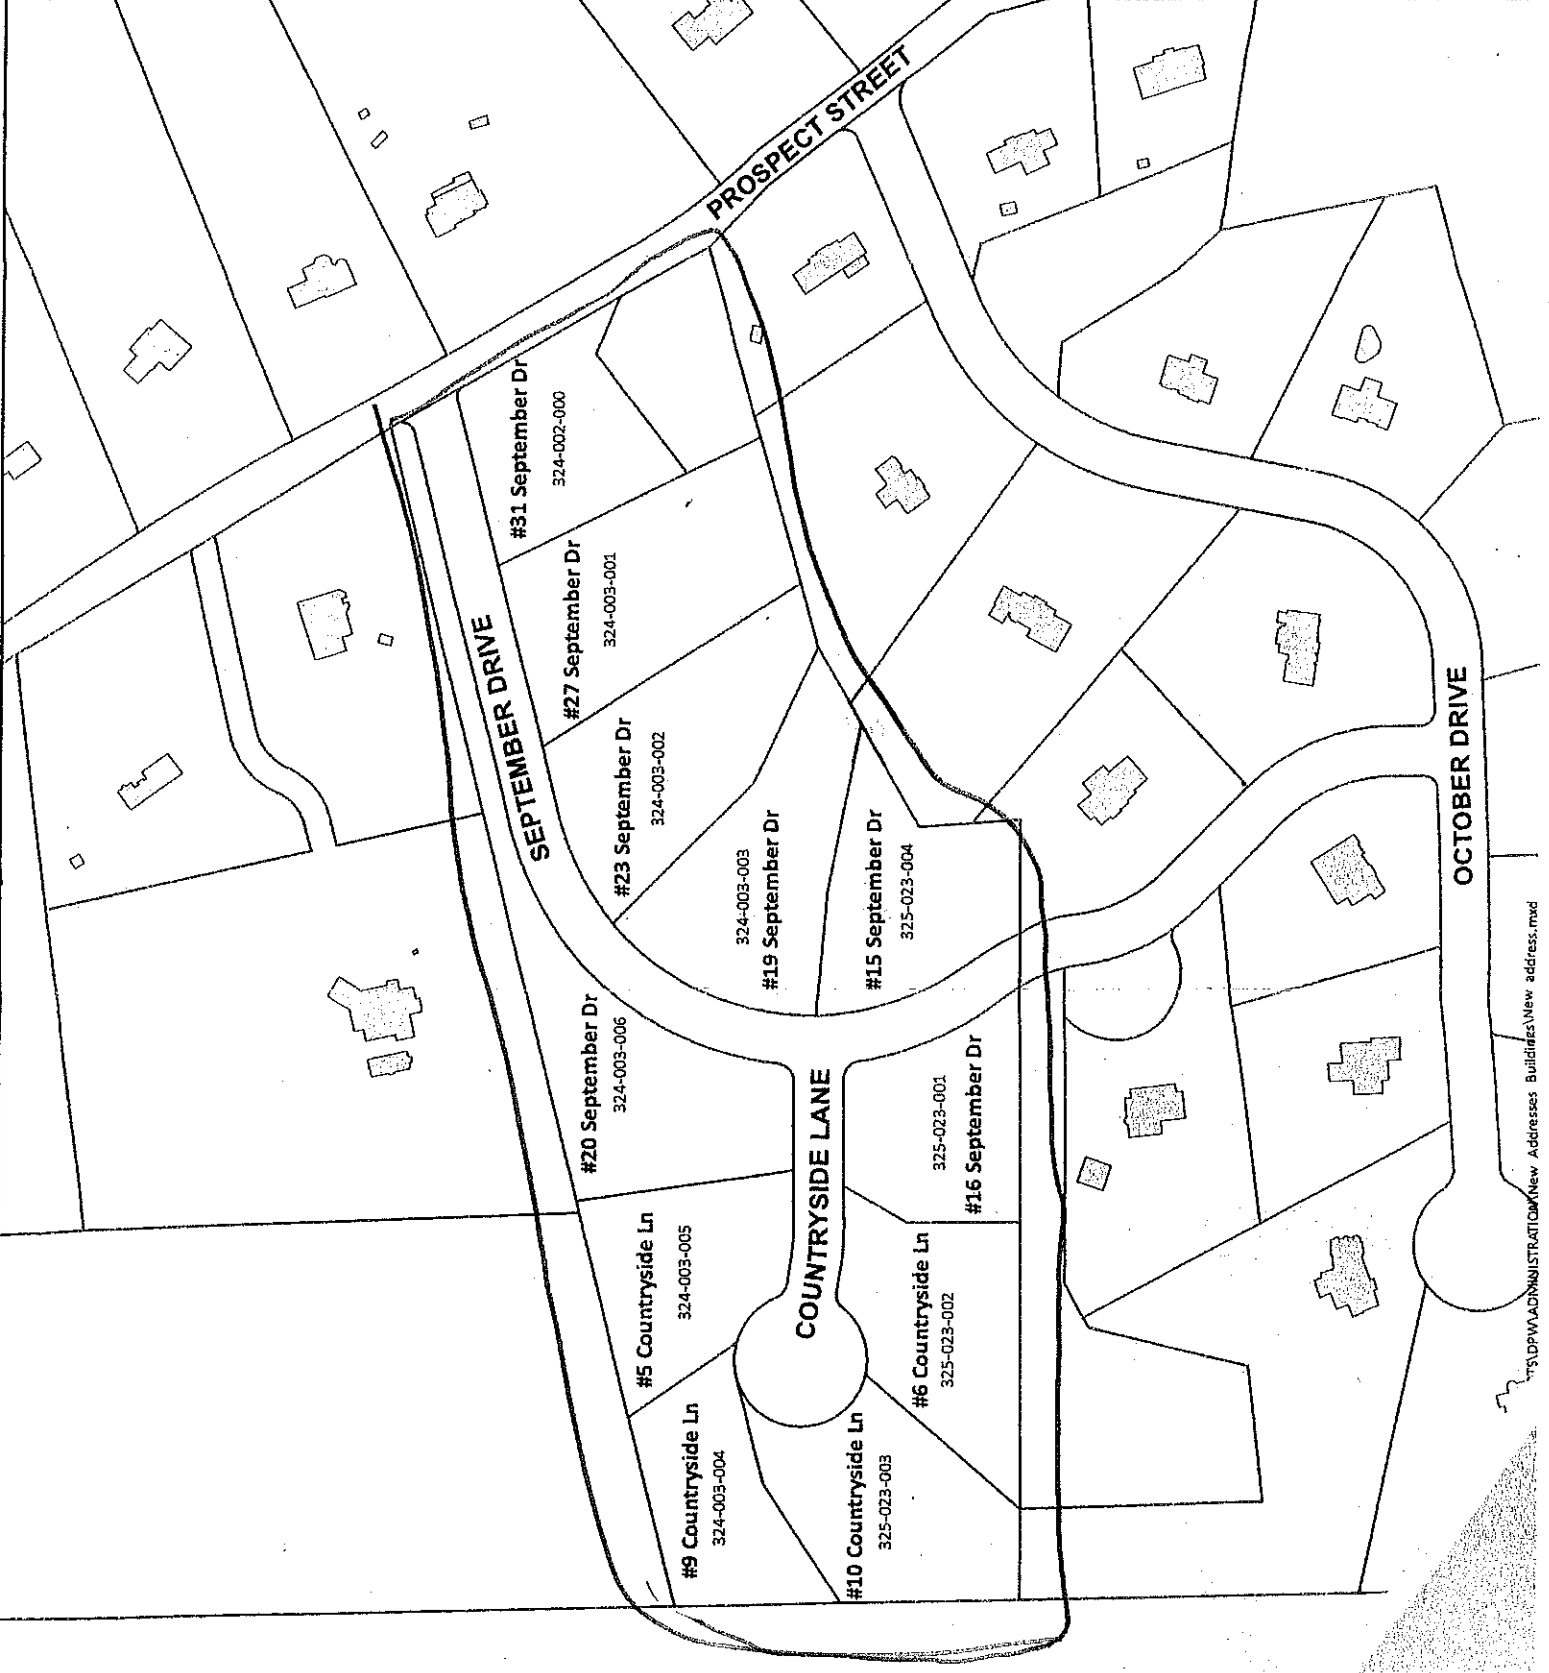 PROSPECT STREET
#31 September Dr
324-002-000
#27 September Dr
324-003-001
SEPTEMBER DRIVE
#23 September Dr
324-003-002
324-003-003
#19 September Dr
#15 September Dr
325-023-004
#20 September Dr
324-003-006
COUNTRYSIDE LANE
325-023-001
#16 September Dr
#5 Countryside Ln
324-003-005
#6 Countryside Ln
325-023-002
#9 Countryside Ln
324-003-004
#10 Countryside Ln
325-023-003
OCTOBER DRIVE
TS\DPW\ADMINISTRATION\New Addresses Buildings\New address.mxd